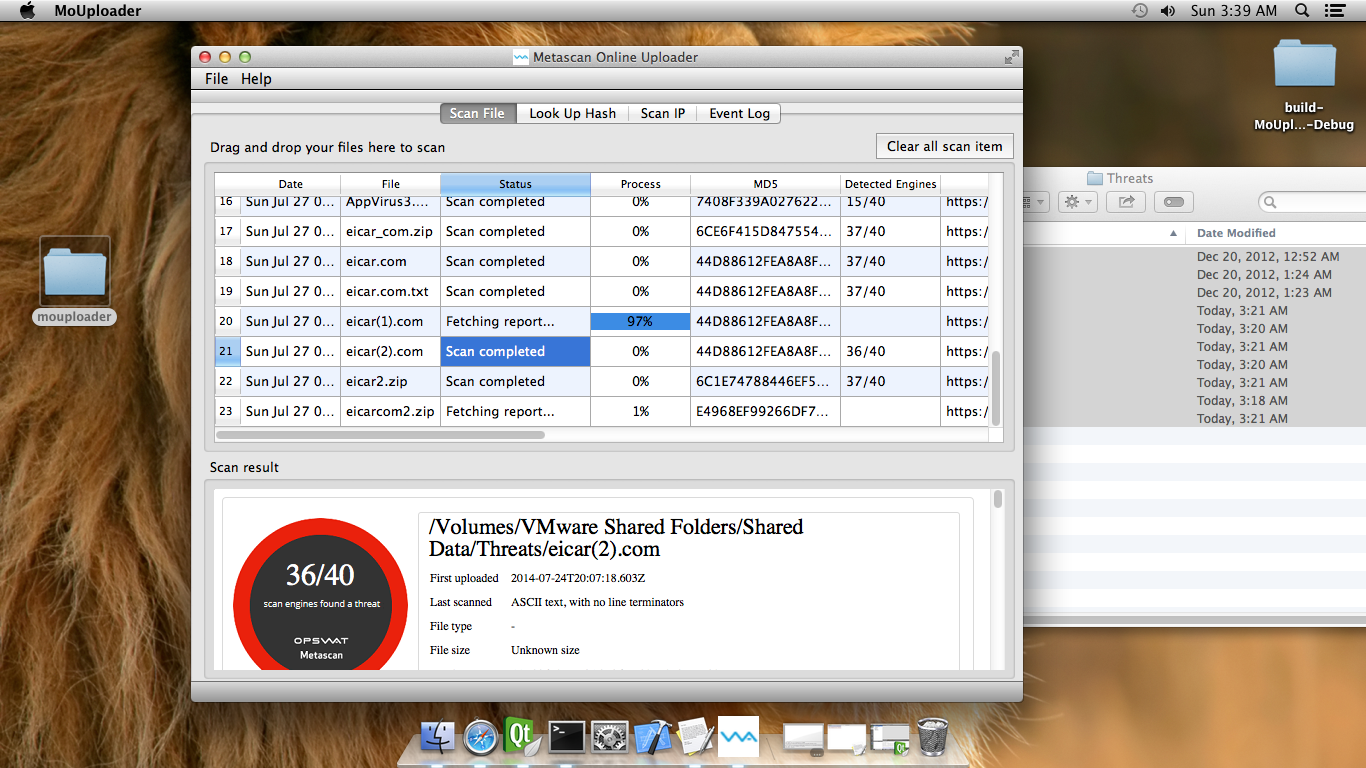 MoUploader
Sun 3:39 AM
Metascan Online Uploader
File Help
Scan File Look Up Hash Scan IP Event Log
Drag and drop your files here to scan
Clear all scan item
Date File Status Process MD5 Detected Engines
16 Sun Jul 27 0... AppVirus3.... Scan completed 0% 7408F339A027622... 15/40 https:/
17 Sun Jul 27 0... eicar_com.zip Scan completed 0% 6CE6F415D847554... 37/40 https:/
18 Sun Jul 27 0... eicar.com Scan completed 0% 44D88612FEA8A8F... 37/40 https:/
19 Sun Jul 27 0... eicar.com.txt Scan completed 0% 44D88612FEA8A8F... 37/40 https:/
20 Sun Jul 27 0... eicar(1).com Fetching report... 97% 44D88612FEA8A8F... https:/
21 Sun Jul 27 0... eicar(2).com Scan completed 0% 44D88612FEA8A8F... 36/40 https:/
22 Sun Jul 27 0... eicar2.zip Scan completed 0% 6C1E74788446EF5... 37/40 https:/
23 Sun Jul 27 0... eicarcom2.zip Fetching report... 1% E4968EF99266DF7... https:/
Scan result
36/40
scan engines found a threat
OPSWAT
Metascan
/Volumes/VMware Shared Folders/Shared
Data/Threats/eicar(2).com
First uploaded 2014-07-24T20:07:18.603Z
Last scanned ASCII text, with no line terminators
File type -
File size Unknown size
mouploader
build-
MoUpl...-Debug
Threats
Date Modified
Dec 20, 2012, 12:52 AM
Dec 20, 2012, 1:24 AM
Dec 20, 2012, 1:23 AM
Today, 3:21 AM
Today, 3:20 AM
Today, 3:21 AM
Today, 3:20 AM
Today, 3:21 AM
Today, 3:18 AM
Today, 3:21 AM
Qt